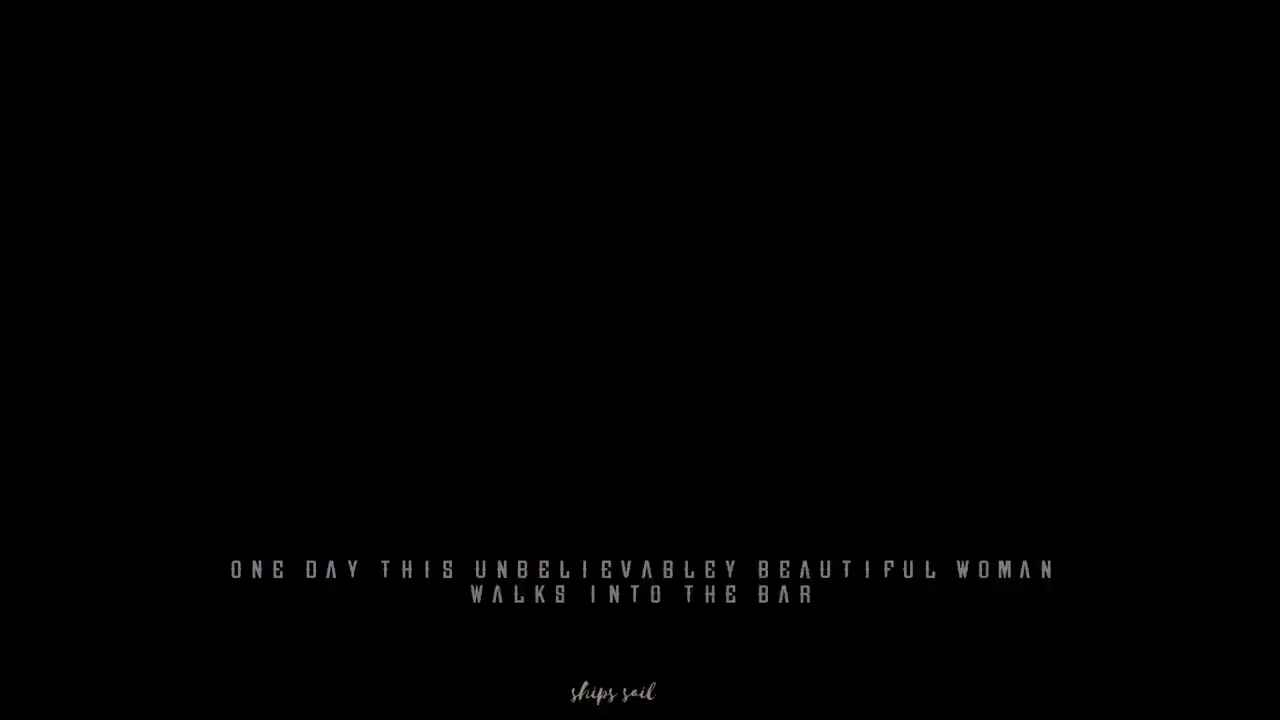 ONE DAY THIS UNBELIEVABLEY BEAUTIFUL WOMAN
WALKS INTO THE BAR
ships sail